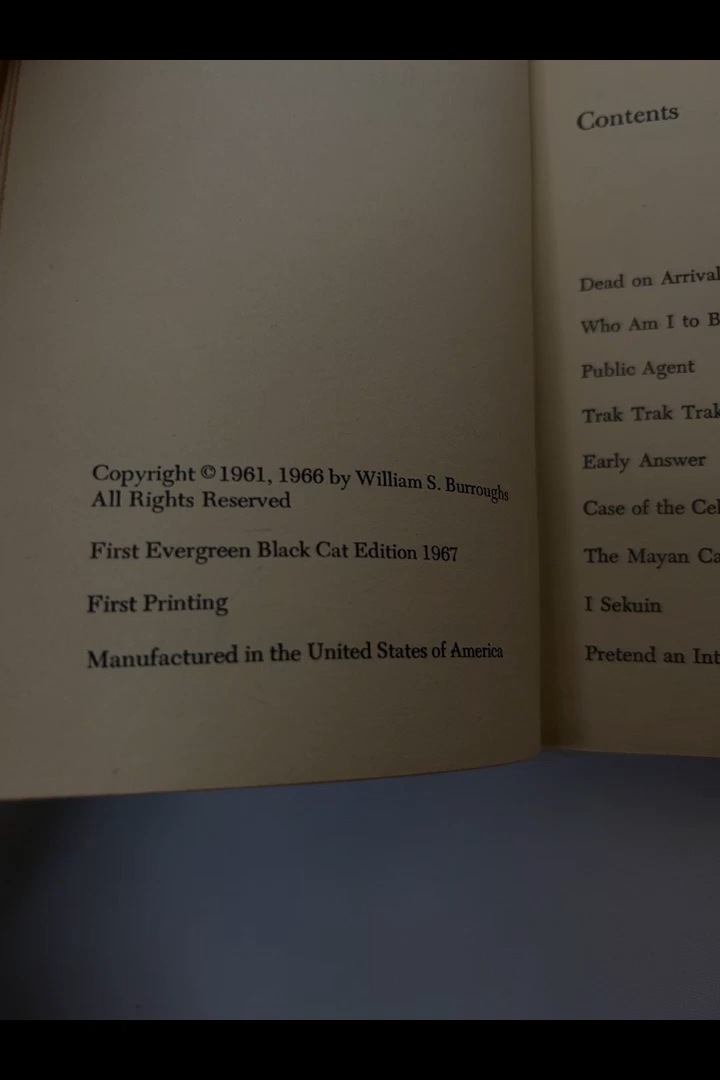 Copyright © 1961, 1966 by William S. Burroughs
All Rights Reserved
First Evergreen Black Cat Edition 1967
First Printing
Manufactured in the United States of America
Contents
Dead on Arrival
Who Am I to
Public Agent
Trak Trak Trak
Early Answer
Case of the
The Mayan
I Sekuin
Pretend an